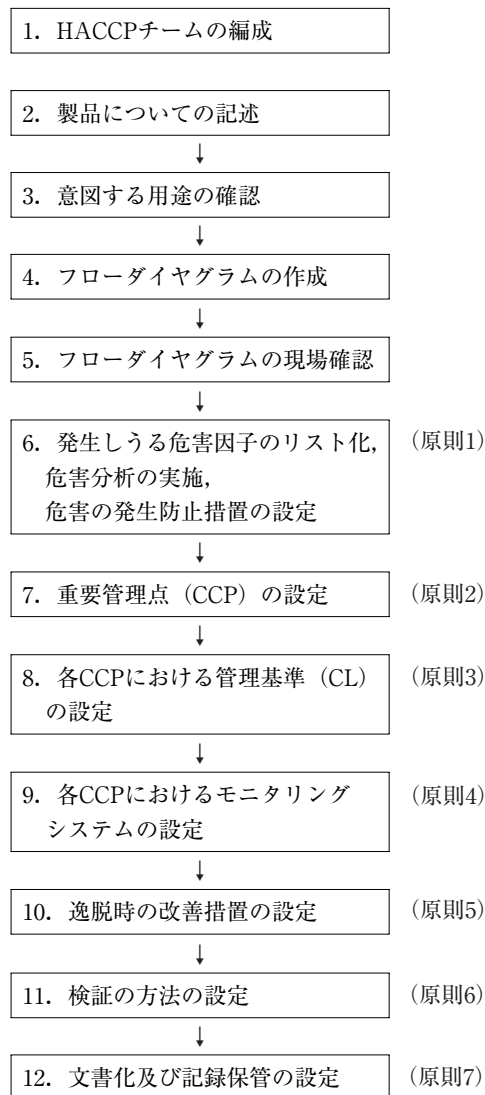 1. HACCPチームの編成
2. 製品についての記述
↓
3. 意図する用途の確認
↓
4. フローダイヤグラムの作成
↓
5. フローダイヤグラムの現場確認
↓
6. 発生しうる危害因子のリスト化, (原則1)
危害分析の実施,
危害の発生防止措置の設定
↓
7. 重要管理点（CCP）の設定 (原則2)
↓
8. 各CCPにおける管理基準（CL） (原則3)
の設定
↓
9. 各CCPにおけるモニタリング (原則4)
システムの設定
↓
10. 逸脱時の改善措置の設定 (原則5)
↓
11. 検証の方法の設定 (原則6)
↓
12. 文書化及び記録保管の設定 (原則7)